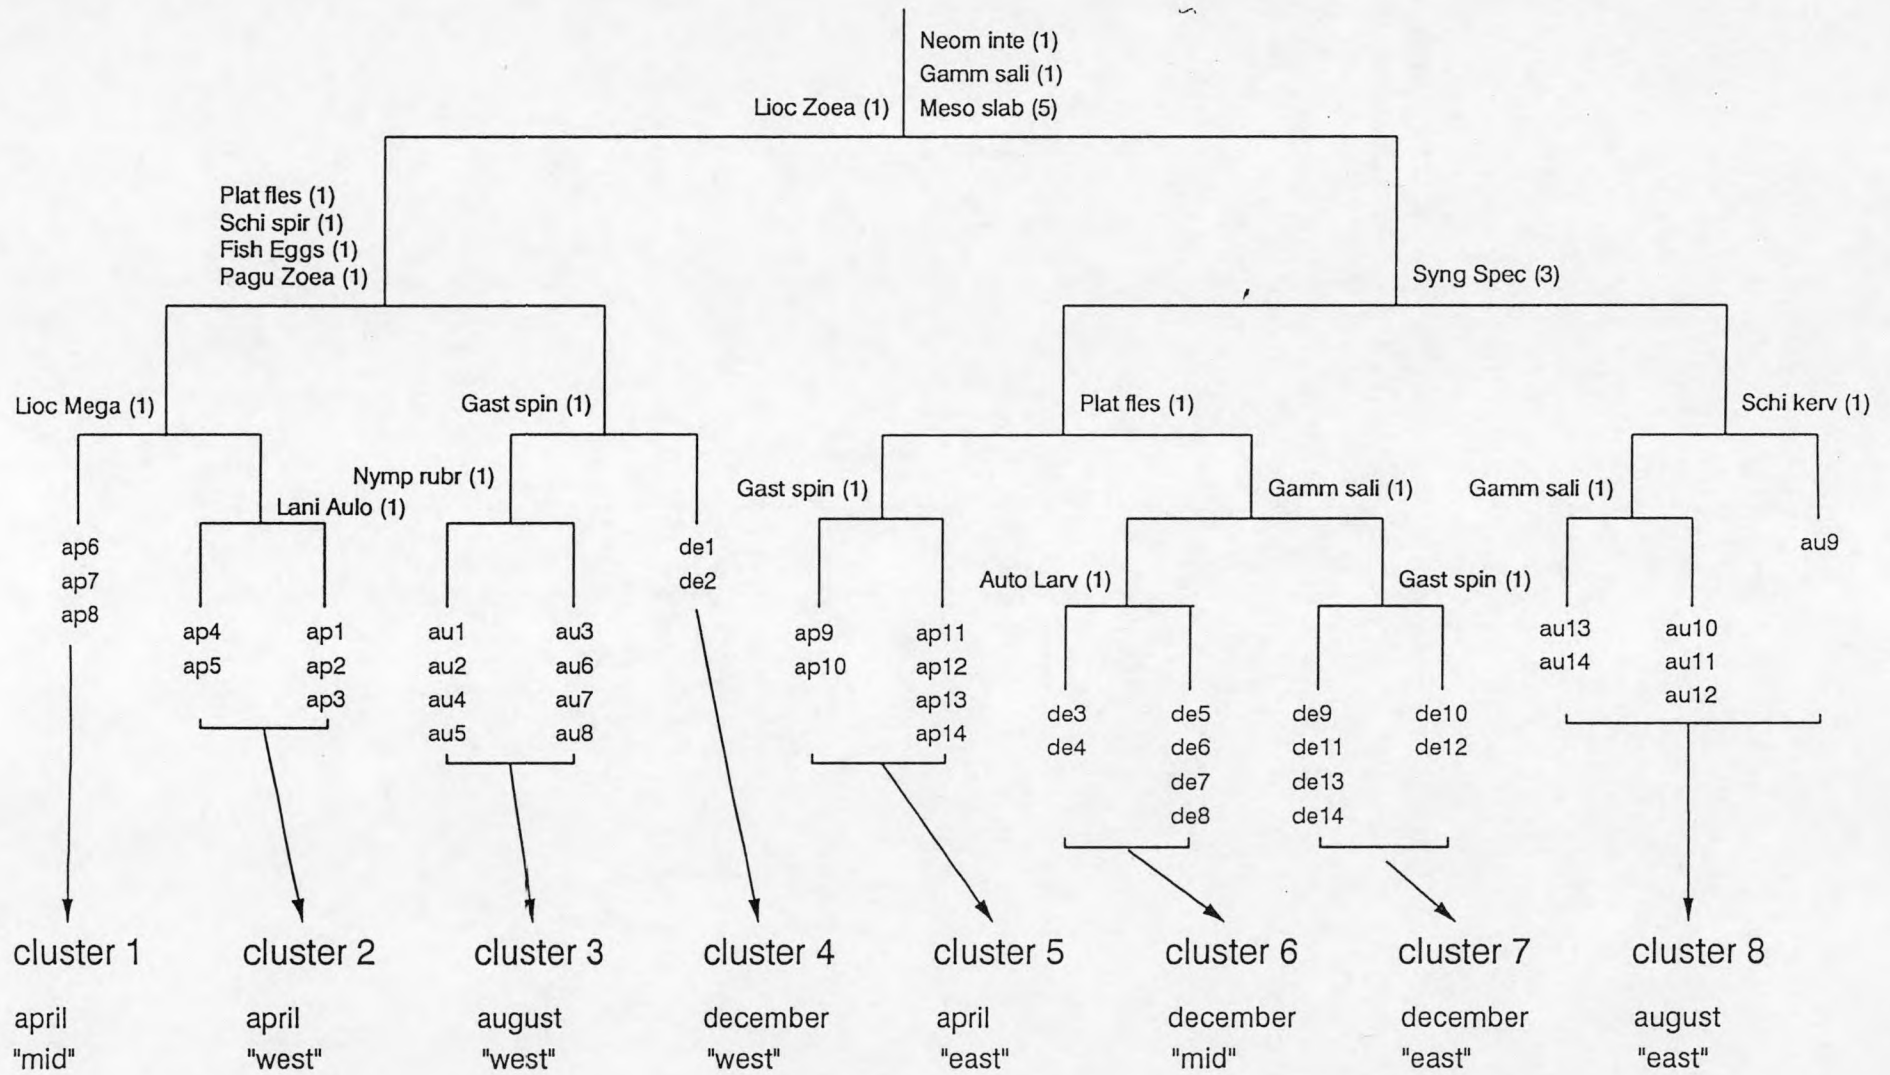 Neom inte (1)
Gamm sali (1)
Lioc Zoea (1) Meso slab (5)
Plat fles (1)
Schi spir (1)
Fish Eggs (1)
Pagu Zoea (1)
Syng Spec (3)
Lioc Mega (1)
Gast spin (1)
Plat fles (1)
Schi kerv (1)
Nymp rubr (1)
Lani Aulo (1)
Gast spin (1)
Gamm sali (1)
Gamm sali (1)
Auto Larv (1)
Gast spin (1)
ap6
ap7
ap8
ap4
ap5
ap1
ap2
ap3
au1
au2
au4
au5
au3
au6
au7
au8
de1
de2
ap9
ap10
ap11
ap12
ap13
ap14
de3
de4
de5
de6
de7
de8
de9
de11
de13
de14
de10
de12
au13
au14
au10
au11
au12
au9
cluster 1
april
"mid"
cluster 2
april
"west"
cluster 3
august
"west"
cluster 4
december
"west"
cluster 5
april
"east"
cluster 6
december
"mid"
cluster 7
december
"east"
cluster 8
august
"east"